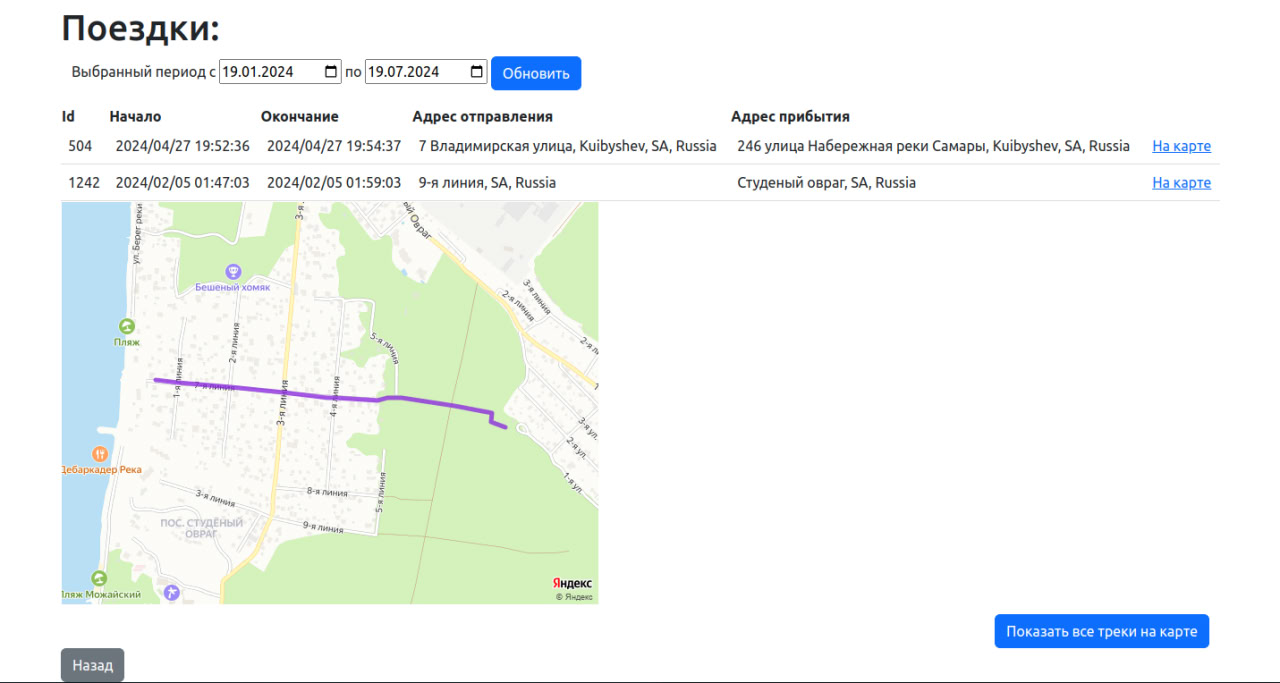 Поездки:
Выбранный период с 19.01.2024 по 19.07.2024 Обновить
Id Начало Окончание Адрес отправления Адрес прибытия
504 2024/04/27 19:52:36 2024/04/27 19:54:37 7 Владимирская улица, Kuibyshev, SA, Russia 246 улица Набережная реки Самары, Kuibyshev, SA, Russia На карте
1242 2024/02/05 01:47:03 2024/02/05 01:59:03 9-я линия, SA, Russia Студеный овраг, SA, Russia На карте
ул. Берег реки
3-я
ый Овраг
Бешеный хомяк
3-я линия
2-я линия
Пляж
2-я линия
5-я линия
2-я
1-я линия
7-я линия
3-я линия
4-я линия
3-я ул.
2-я ул.
Дебаркадер Река
1-я ул.
3-я линия
8-я линия
5-я линия
ПОС. СТУДЁНЫЙ
ОВРАГ
9-я линия
Яндекс
© Яндекс
Пляж Можайский
Показать все треки на карте
Назад